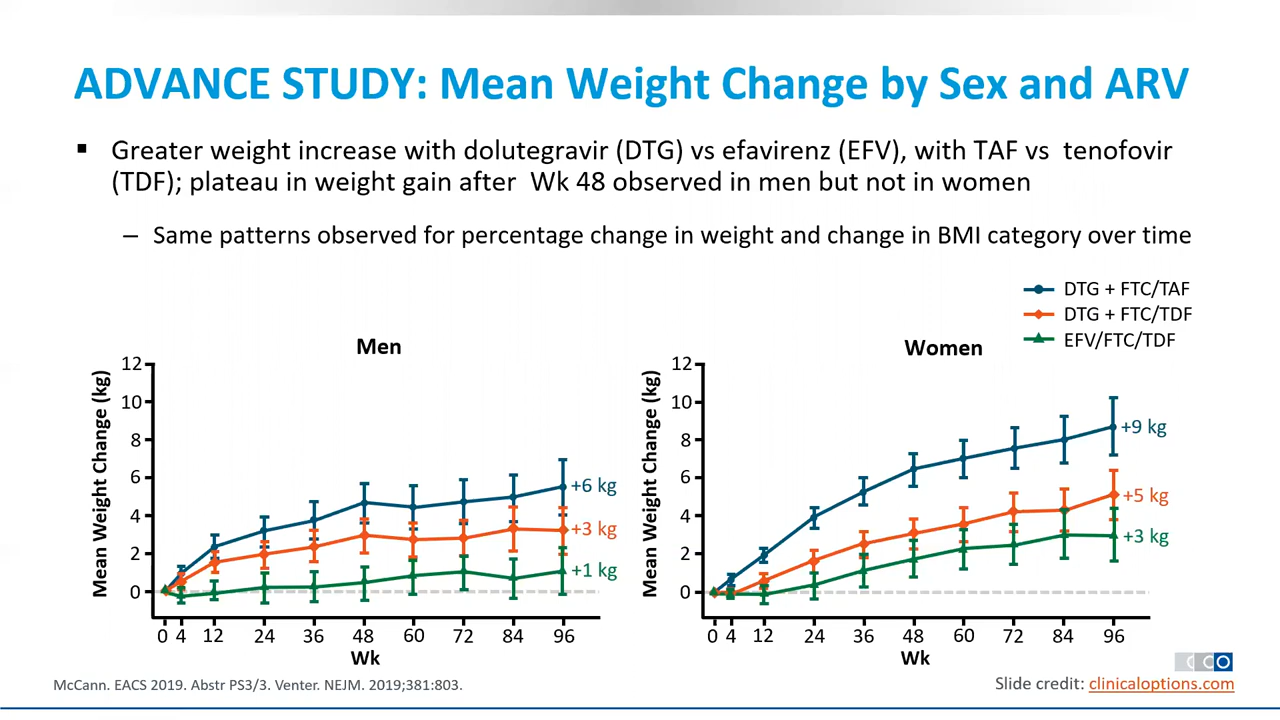 ADVANCE STUDY: Mean Weight Change by Sex and ARV
▪ Greater weight increase with dolutegravir (DTG) vs efavirenz (EFV), with TAF vs tenofovir
(TDF); plateau in weight gain after Wk 48 observed in men but not in women
– Same patterns observed for percentage change in weight and change in BMI category over time
DTG + FTC/TAF
DTG + FTC/TDF
EFV/FTC/TDF
Men
Mean Weight Change (kg)
12
10
8
6
4
2
0
+6 kg
+3 kg
+1 kg
0 4 12 24 36 48 60 72 84 96
Wk
Women
Mean Weight Change (kg)
12
10
8
6
4
2
0
+9 kg
+5 kg
+3 kg
0 4 12 24 36 48 60 72 84 96
Wk
CCO
McCann. EACS 2019. Abstr PS3/3. Venter. NEJM. 2019;381:803.
Slide credit: clinicaloptions.com